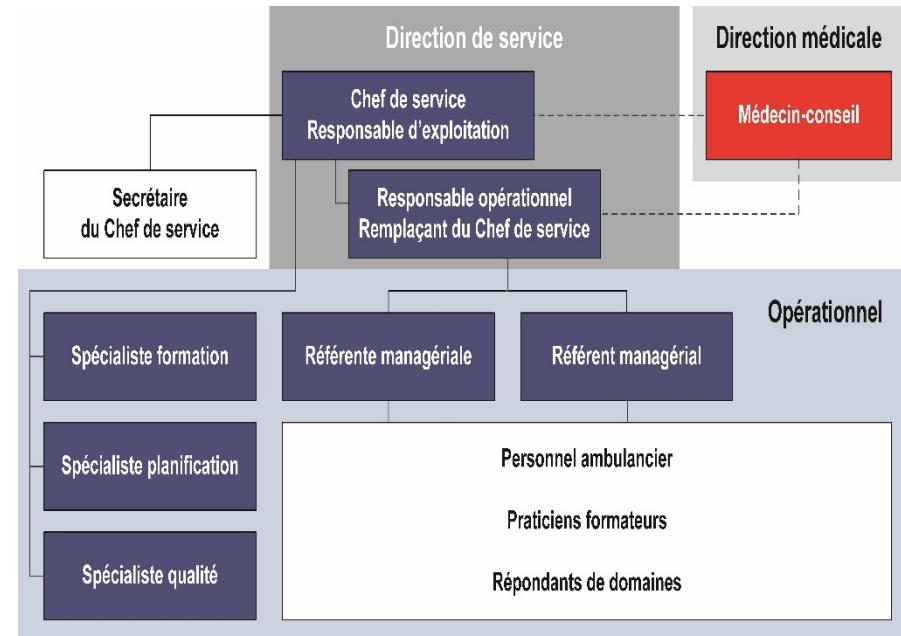 Direction de service
Direction médicale
Chef de service
Responsable d'exploitation
Médecin-conseil
Secrétaire
du Chef de service
Responsable opérationnel
Remplaçant du Chef de service
Opérationnel
Spécialiste formation
Référente managériale
Référent managérial
Spécialiste planification
Personnel ambulancier
Praticiens formateurs
Spécialiste qualité
Répondants de domaines